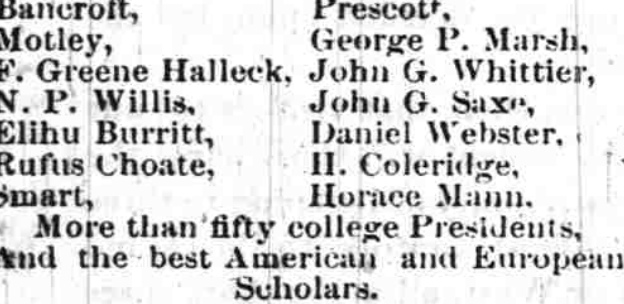 Bancroft, Prescott,
Motley, George P. Marsh,
F. Greene Halleck, John G. Whittier,
N. P. Willis, John G. Saxe,
Elihu Burritt, Daniel Webster,
Rufus Choate, H. Coleridge,
Smart, Horace Mann.
More than fifty college Presidents,
And the best American and European
Scholars.